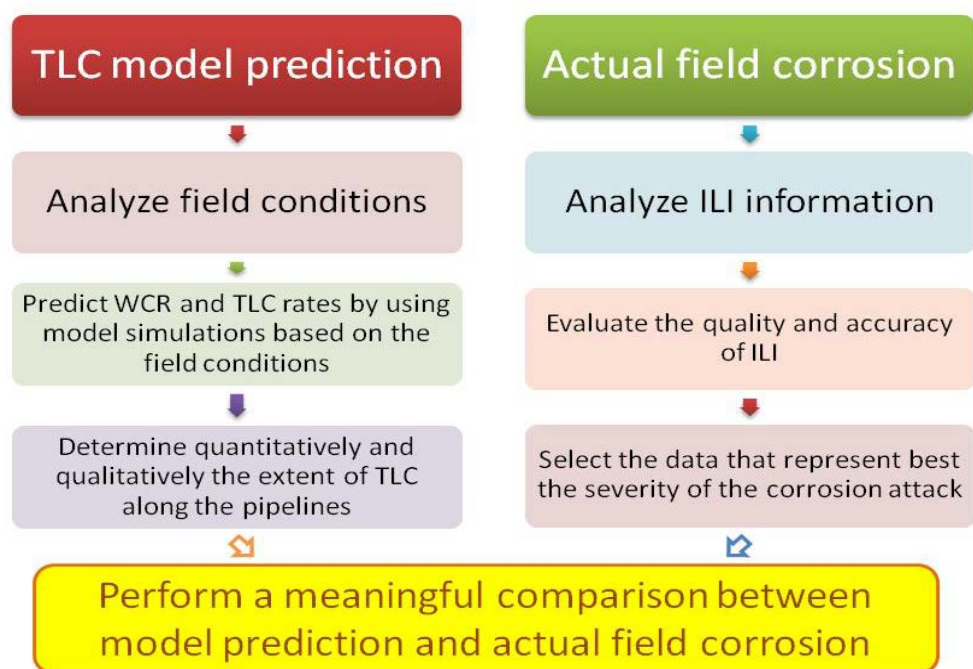 TLC model prediction
Analyze field conditions
Predict WCR and TLC rates by using
model simulations based on the
field conditions
Determine quantitatively and
qualitatively the extent of TLC
along the pipelines
Actual field corrosion
Analyze ILI information
Evaluate the quality and accuracy
of ILI
Select the data that represent best
the severity of the corrosion attack
Perform a meaningful comparison between
model prediction and actual field corrosion